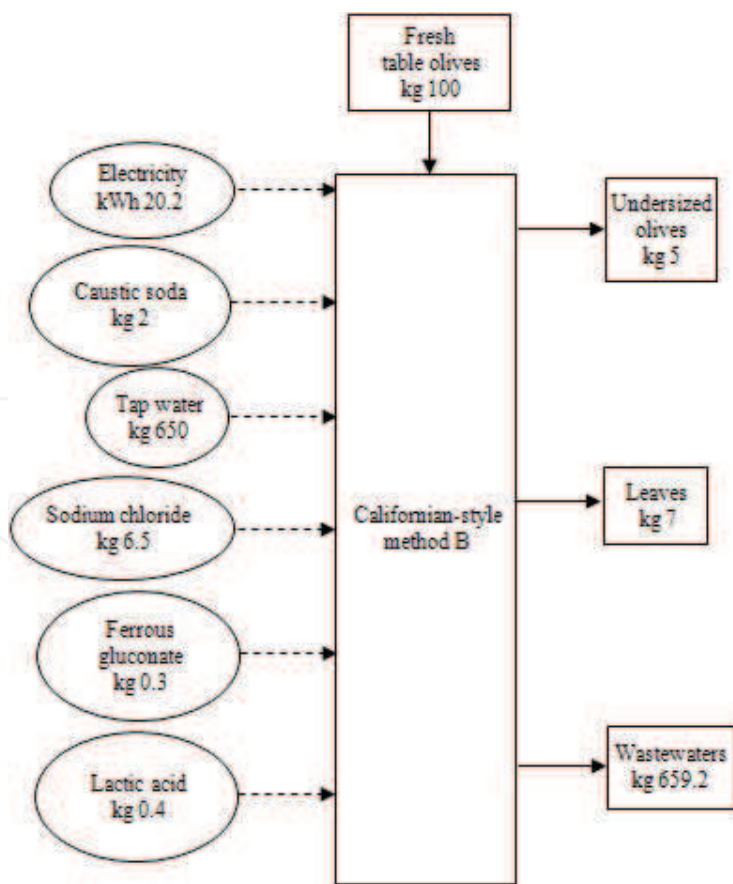 Fresh
table olives
kg 100
Electricity
kWh 20.2
Caustic soda
kg 2
Tap water
kg 650
Sodium chloride
kg 6.5
Ferrous
gluconate
kg 0.3
Lactic acid
kg 0.4
Californian-style
method B
Undersized
olives
kg 5
Leaves
kg 7
Wastewaters
kg 659.2